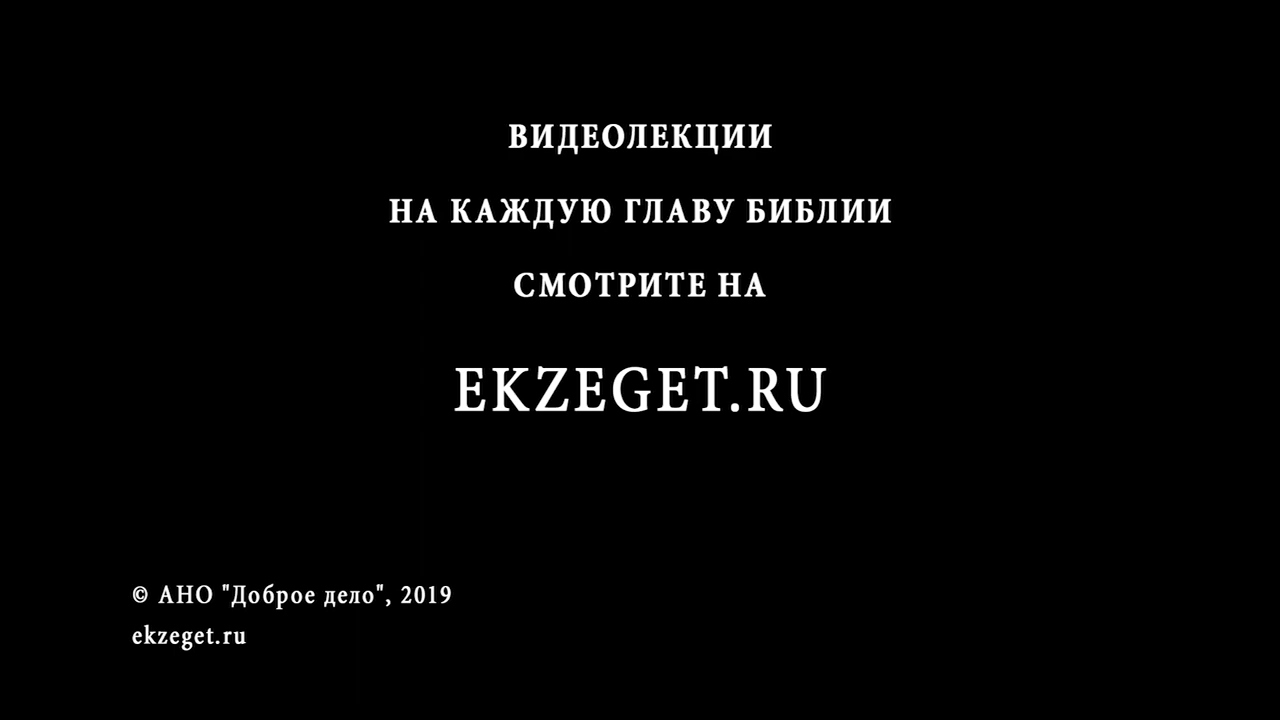 ВИДЕОЛЕКЦИИ
НА КАЖДУЮ ГЛАВУ БИБЛИИ
СМОТРИТЕ НА
EKZEGET.RU
© АНО "Доброе дело", 2019
ekzeget.ru